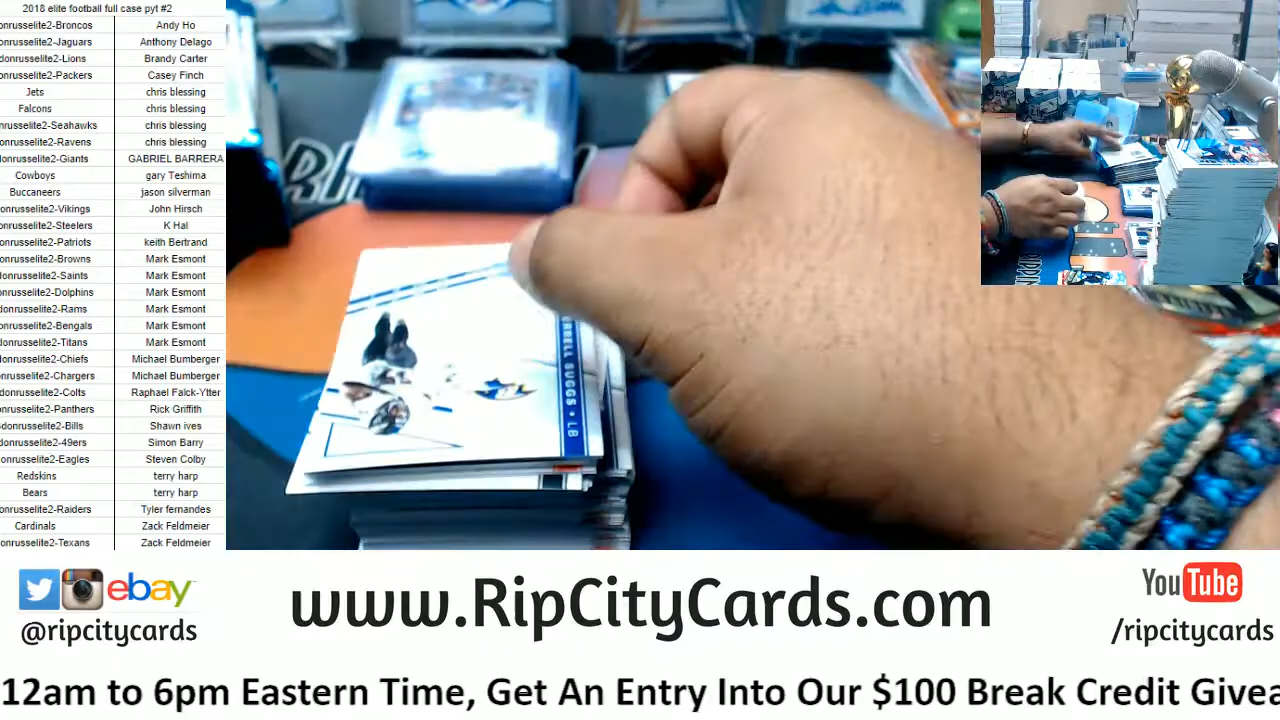 2018 elite football full case pyt #2
onrusselite2-Broncos Andy Ho
onrusselite2-Jaguars Anthony Delago
donrusselite2-Lions Brandy Carter
onrusselite2-Packers Casey Finch
Jets chris blessing
Falcons chris blessing
nrusselite2-Seahawks chris blessing
onrusselite2-Ravens chris blessing
onrusselite2-Giants GABRIEL BARRERA
Cowboys gary Teshima
Buccaneers jason silverman
onrusselite2-Vikings John Hirsch
onrusselite2-Steelers K Hal
onrusselite2-Patriots keith Bertrand
onrusselite2-Browns Mark Esmont
donrusselite2-Saints Mark Esmont
onrusselite2-Dolphins Mark Esmont
donrusselite2-Rams Mark Esmont
onrusselite2-Bengals Mark Esmont
donrusselite2-Titans Mark Esmont
onrusselite2-Chiefs Michael Bumberger
onrusselite2-Chargers Michael Bumberger
donrusselite2-Colts Raphael Falck-Ytter
onrusselite2-Panthers Rick Griffith
donrusselite2-Bills Shawn ives
donrusselite2-49ers Simon Barry
onrusselite2-Eagles Steven Colby
Redskins terry harp
Bears terry harp
onrusselite2-Raiders Tyler fernandes
Cardinals Zack Feldmeier
onrusselite2-Texans Zack Feldmeier
ERRELL SUGGS • LB
ebay
@ripcitycards
www.RipCityCards.com
YouTube
/ripcitycards
12am to 6pm Eastern Time, Get An Entry Into Our $100 Break Credit Givea